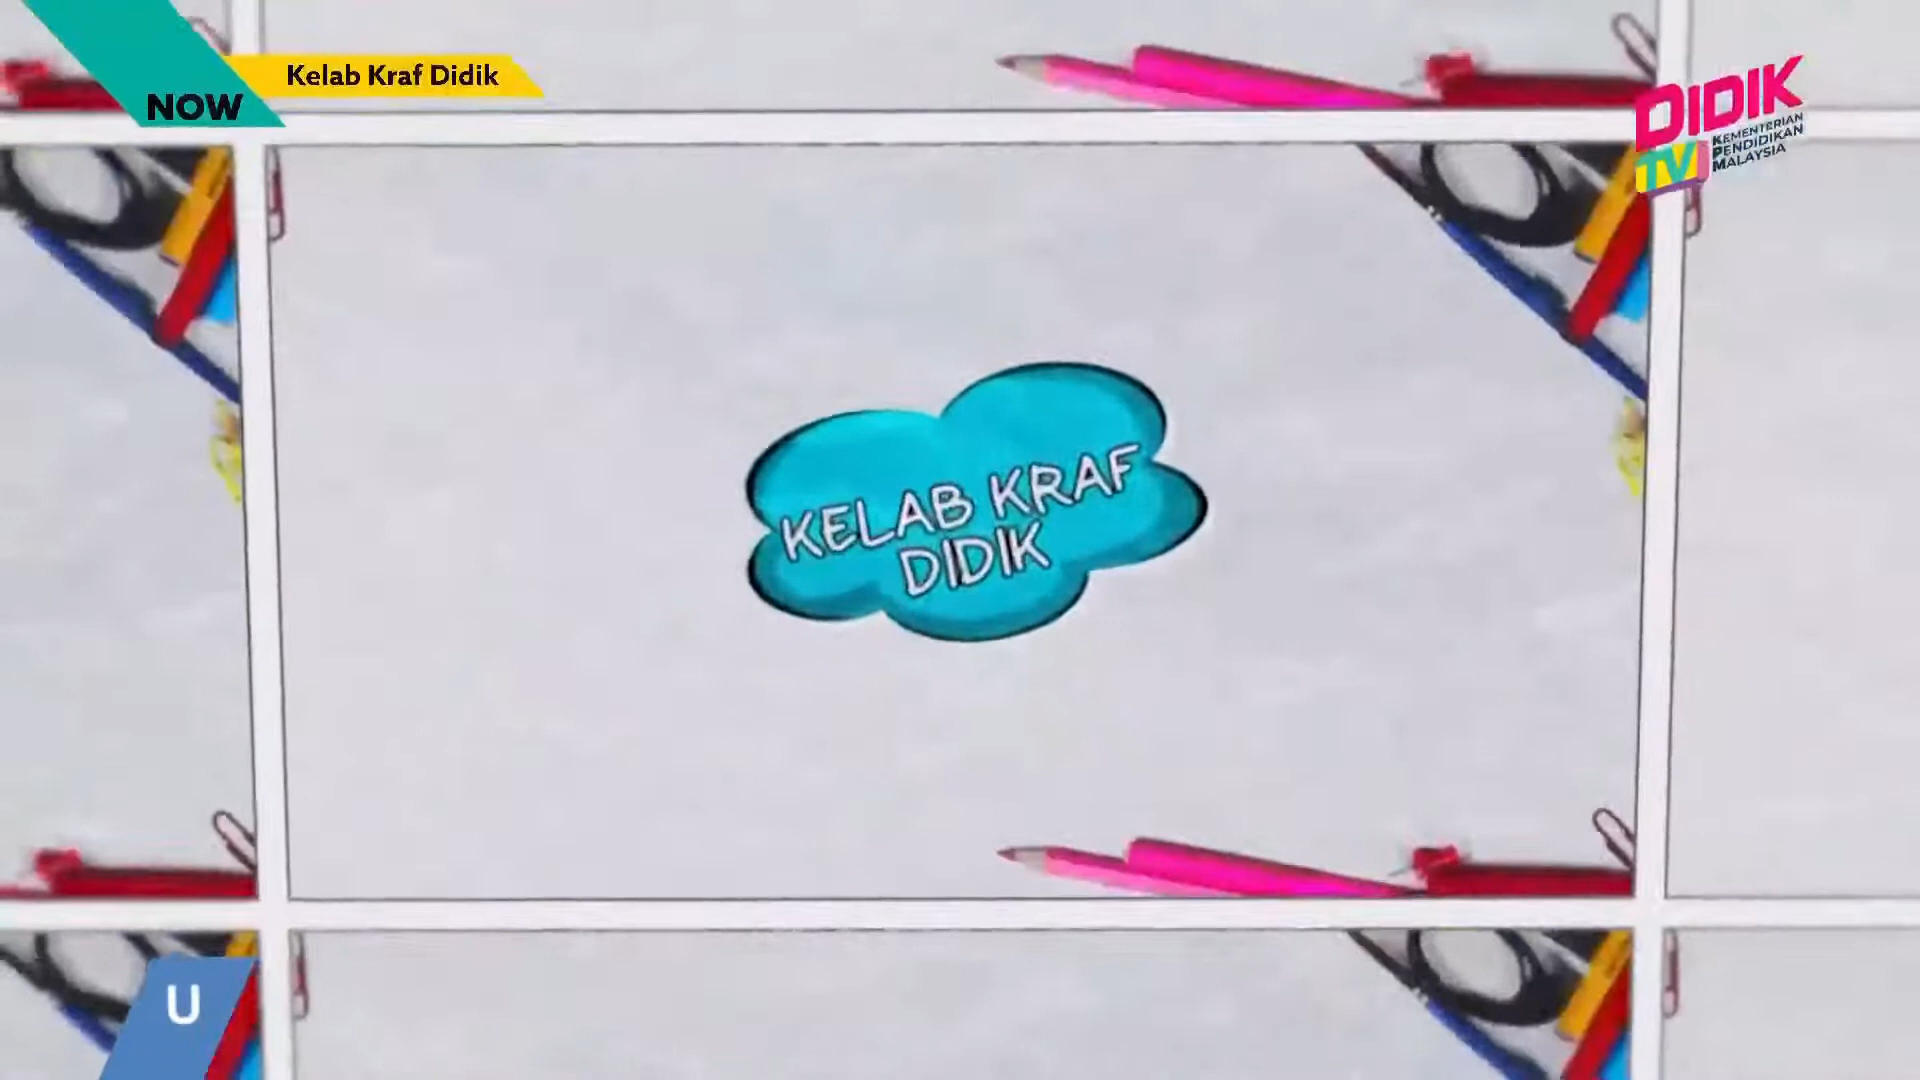 NOW
Kelab Kraf Didik
DIDIK
TV
KEMENTERIAN
PENDIDIKAN
MALAYSIA
KELAB KRAF
DIDIK
U